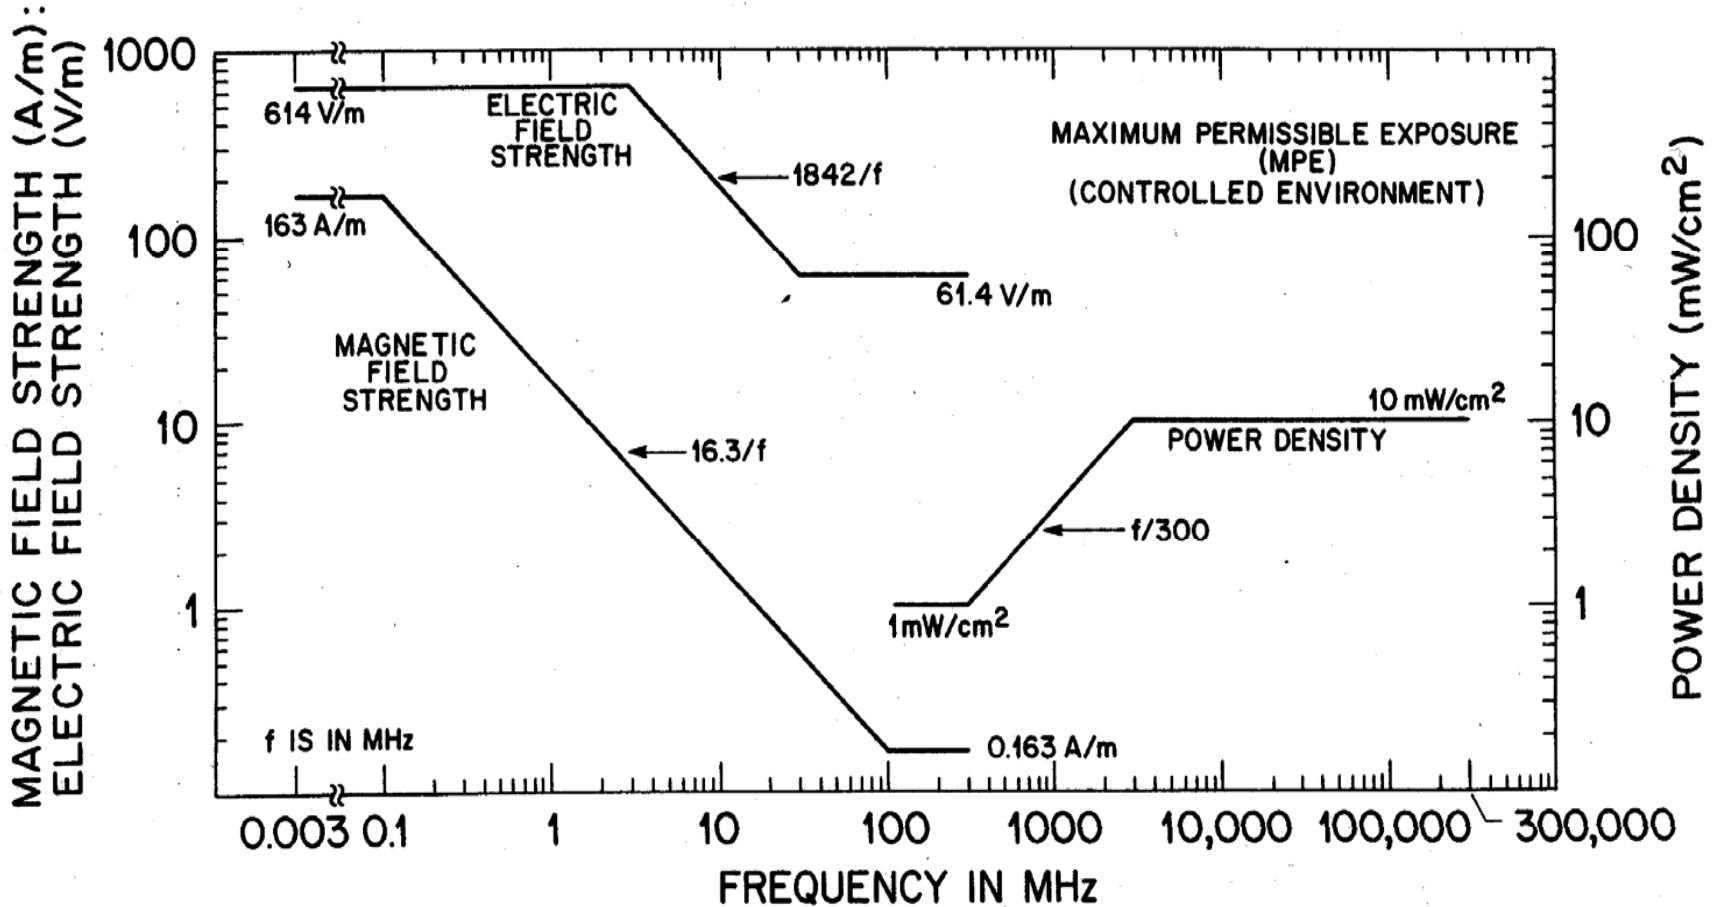 MAGNETIC FIELD STRENGTH (A/m):
ELECTRIC FIELD STRENGTH (V/m)
1000
100
10
1
614 V/m
ELECTRIC
FIELD
STRENGTH
1842/f
61.4 V/m
163 A/m
MAGNETIC
FIELD
STRENGTH
16.3/f
0.163 A/m
MAXIMUM PERMISSIBLE EXPOSURE
(MPE)
(CONTROLLED ENVIRONMENT)
10 mW/cm²
POWER DENSITY
f/300
1mW/cm²
f IS IN MHz
100
10
1
POWER DENSITY (mW/cm²)
0.003 0.1 1 10 100 1000 10,000 100,000 300,000
FREQUENCY IN MHz